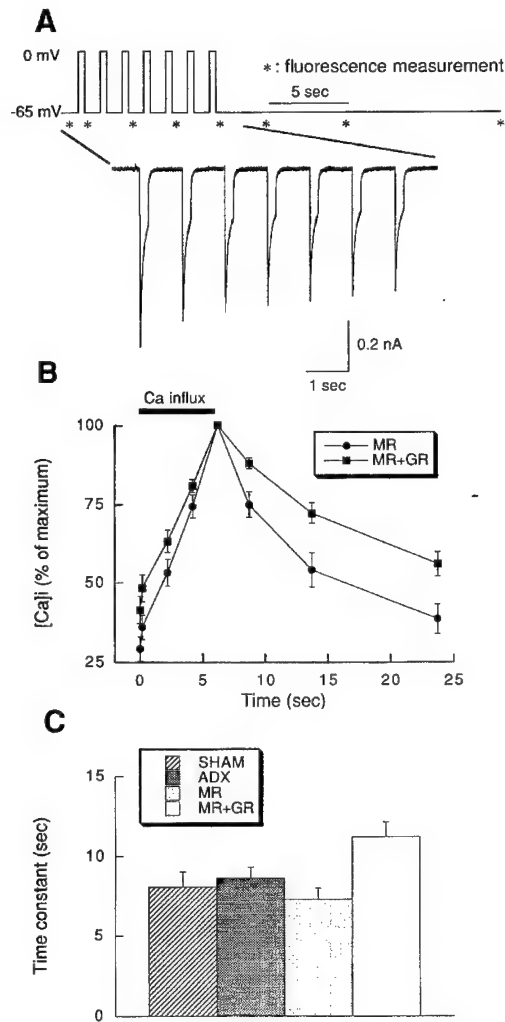 A
0 mV
*: fluorescence measurement
5 sec
-65 mV
* * * * * * * *
0.2 nA
1 sec
B
Ca influx
100
MR
MR+GR
75
50
25
[Ca]i (% of maximum)
0 5 10 15 20 25
Time (sec)
C
SHAM
ADX
MR
MR+GR
15
10
5
0
Time constant (sec)